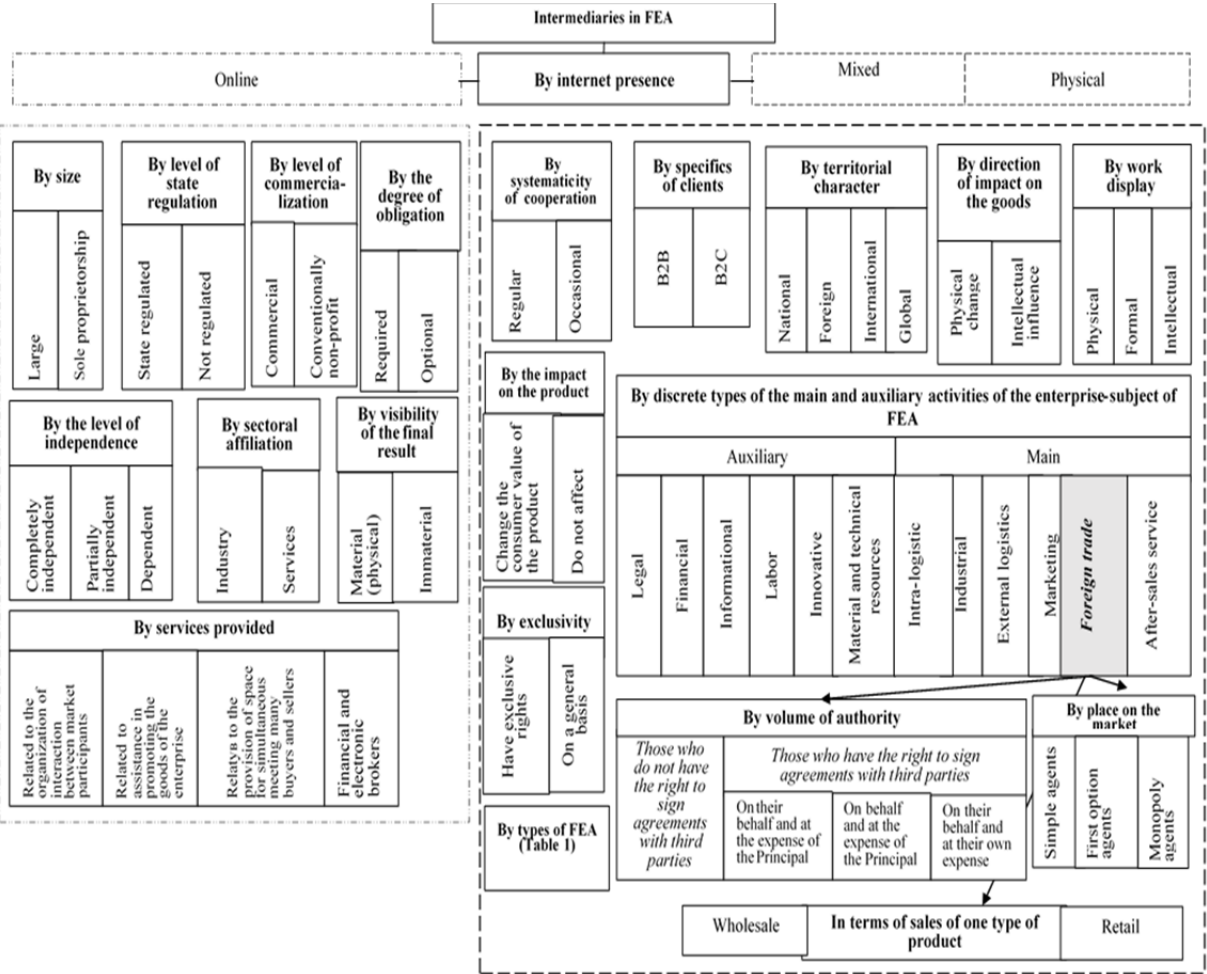 Intermediaries in FEA
Online
By internet presence
Mixed
Physical
By size
Large
Sole proprietorship
By level of
state
regulation
State regulated
Not regulated
By level of
commercia-
lization
Commercial
Conventionally
non-profit
By the
degree of
obligation
Required
Optional
By the level of
independence
Completely
independent
Partially
independent
Dependent
By sectoral
affiliation
Industry
Services
By visibility
of the final
result
Material
(physical)
Immaterial
By services provided
Related to the
organization of
interaction
between market
participants
Related to
assistance in
promoting the
goods of the
enterprise
Relatyв to the
provision of space
for simultaneous
meeting many
buyers and sellers
Financial and
electronic
brokers
By
systematicity
of cooperation
Regular
Occasional
By specifics
of clients
B2B
B2C
By territorial
character
National
Foreign
International
Global
By direction
of impact on
the goods
Physical
change
Intellectual
influence
By work
display
Physical
Formal
Intellectual
By the impact
on the product
Change the
consumer value of
the product
Do not affect
By exclusivity
Have exclusive
rights
On a general
basis
By types of FEA
(Table 1)
By discrete types of the main and auxiliary activities of the enterprise-subject of
FEA
Auxiliary
Main
Legal
Financial
Informational
Labor
Innovative
Material and technical
resources
Intra-logistic
Industrial
External logistics
Marketing
Foreign trade
After-sales service
By volume of authority
Those who
do not have
the right to
sign
agreements
with third
parties
Those who have the right to sign
agreements with third parties
On their
behalf and at
the expense of
the Principal
On behalf
and at the
expense of
the Principal
On their
behalf and
at their own
expense
By place on the
market
Simple agents
First option
agents
Monopoly
agents
Wholesale
In terms of sales of one type of
product
Retail